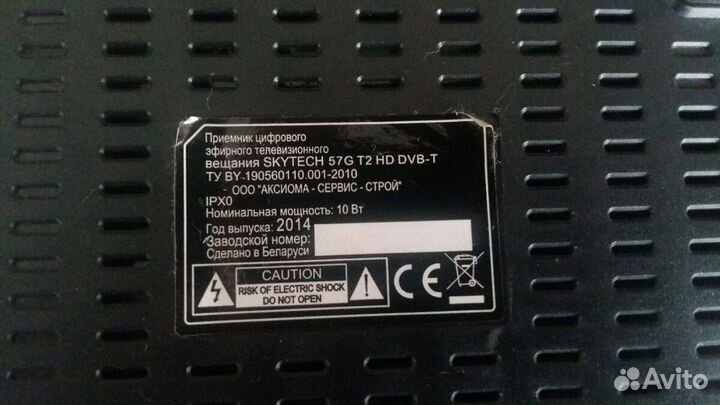 Приемник цифрового
эфирного телевизионного
вещания SKYTECH 57G T2 HD DVB-T
ТУ BY-190560110.001-2010
ООО "АКСИОМА - СЕРВИС - СТРОЙ"
IPX0
Номинальная мощность: 10 Вт
Год выпуска: 2014
Заводской номер:
Сделано в Беларуси
CAUTION
RISK OF ELECTRIC SHOCK
DO NOT OPEN
CE
Avito